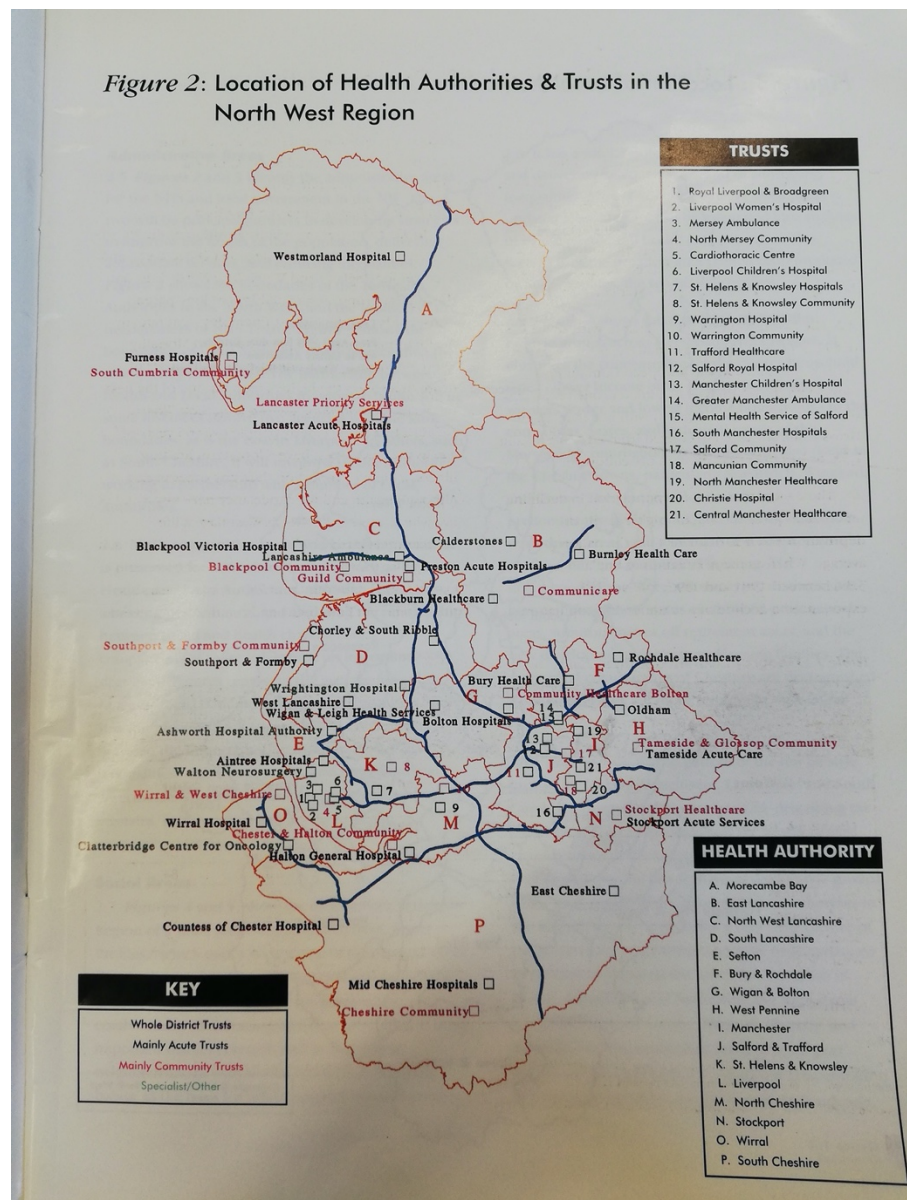 Figure 2: Location of Health Authorities & Trusts in the
North West Region
TRUSTS
1. Royal Liverpool & Broadgreen
2. Liverpool Women's Hospital
3. Mersey Ambulance
4. North Mersey Community
5. Cardiothoracic Centre
6. Liverpool Children's Hospital
7. St. Helens & Knowsley Hospitals
8. St. Helens & Knowsley Community
9. Warrington Hospital
10. Warrington Community
11. Trafford Healthcare
12. Salford Royal Hospital
13. Manchester Children's Hospital
14. Greater Manchester Ambulance
15. Mental Health Service of Salford
16. South Manchester Hospitals
17. Salford Community
18. Mancunian Community
19. North Manchester Healthcare
20. Christie Hospital
21. Central Manchester Healthcare
Westmorland Hospital
A
Furness Hospitals
South Cumbria Community
Lancaster Priority Services
Lancaster Acute Hospitals
C
Calderstones
B
Blackpool Victoria Hospital
Lancashire Ambulance
Burnley Health Care
Blackpool Community
Preston Acute Hospitals
Guild Community
Communicare
Blackburn Healthcare
Chorley & South Ribble
Southport & Formby Community
D
Southport & Formby
F
Rochdale Healthcare
Bury Health Care
Wrightington Hospital
G
Community Healthcare Bolton
West Lancashire
Wigan & Leigh Health Services
14
Oldham
Bolton Hospitals
15
Ashworth Hospital Authority
19
H
E
13
I
Tameside & Glossop Community
Aintree Hospitals
17
Tameside Acute Care
K
8
J
21
Walton Neurosurgery
11
Wirral & West Cheshire
3
6
7
18
20
1
4
5
9
16
N
Stockport Healthcare
O
2
L
M
Stockport Acute Services
Wirral Hospital
Chester & Halton Community
Clatterbridge Centre for Oncology
Halton General Hospital
East Cheshire
Countess of Chester Hospital
P
Mid Cheshire Hospitals
Cheshire Community
HEALTH AUTHORITY
A. Morecambe Bay
B. East Lancashire
C. North West Lancashire
D. South Lancashire
E. Sefton
F. Bury & Rochdale
G. Wigan & Bolton
H. West Pennine
I. Manchester
J. Salford & Trafford
K. St. Helens & Knowsley
L. Liverpool
M. North Cheshire
N. Stockport
O. Wirral
P. South Cheshire
KEY
Whole District Trusts
Mainly Acute Trusts
Mainly Community Trusts
Specialist/Other